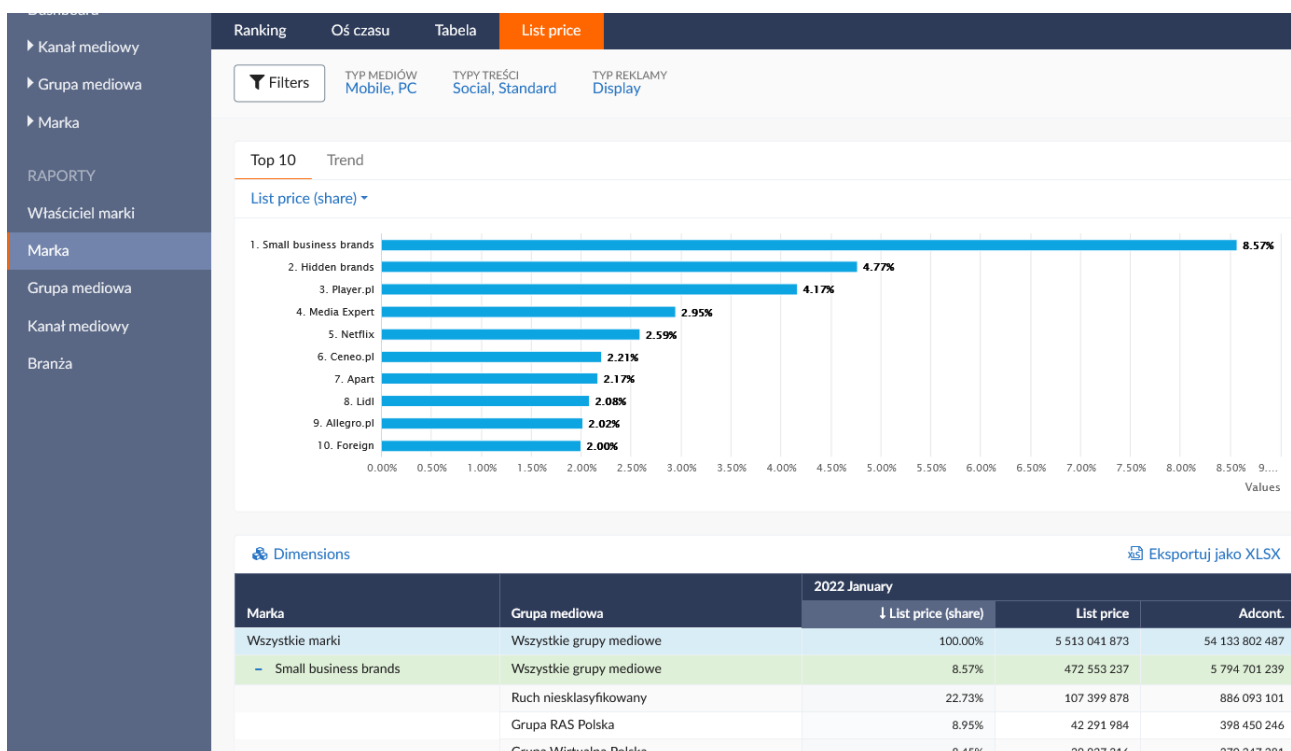 Dashboard
Kanał mediowy
Grupa mediowa
Marka
RAPORTY
Właściciel marki
Marka
Grupa mediowa
Kanał mediowy
Branża
Ranking Oś czasu Tabela List price
Filters
TYP MEDIÓW TYPY TREŚCI TYP REKLAMY
Mobile, PC Social, Standard Display
Top 10 Trend
List price (share)
1. Small business brands 8.57%
2. Hidden brands 4.77%
3. Player.pl 4.17%
4. Media Expert 2.95%
5. Netflix 2.59%
6. Ceneo.pl 2.21%
7. Apart 2.17%
8. Lidl 2.08%
9. Allegro.pl 2.02%
10. Foreign 2.00%
0.00% 0.50% 1.00% 1.50% 2.00% 2.50% 3.00% 3.50% 4.00% 4.50% 5.00% 5.50% 6.00% 6.50% 7.00% 7.50% 8.00% 8.50% 9....
Values
Dimensions XLS Eksportuj jako XLSX
2022 January
Marka Grupa mediowa ↓ List price (share) List price Adcont.
Wszystkie marki Wszystkie grupy mediowe 100.00% 5 513 041 873 54 133 802 487
– Small business brands Wszystkie grupy mediowe 8.57% 472 553 237 5 794 701 239
Ruch niesklasyfikowany 22.73% 107 399 878 886 093 101
Grupa RAS Polska 8.95% 42 291 984 398 450 246
Grupa Wirtualna Polska